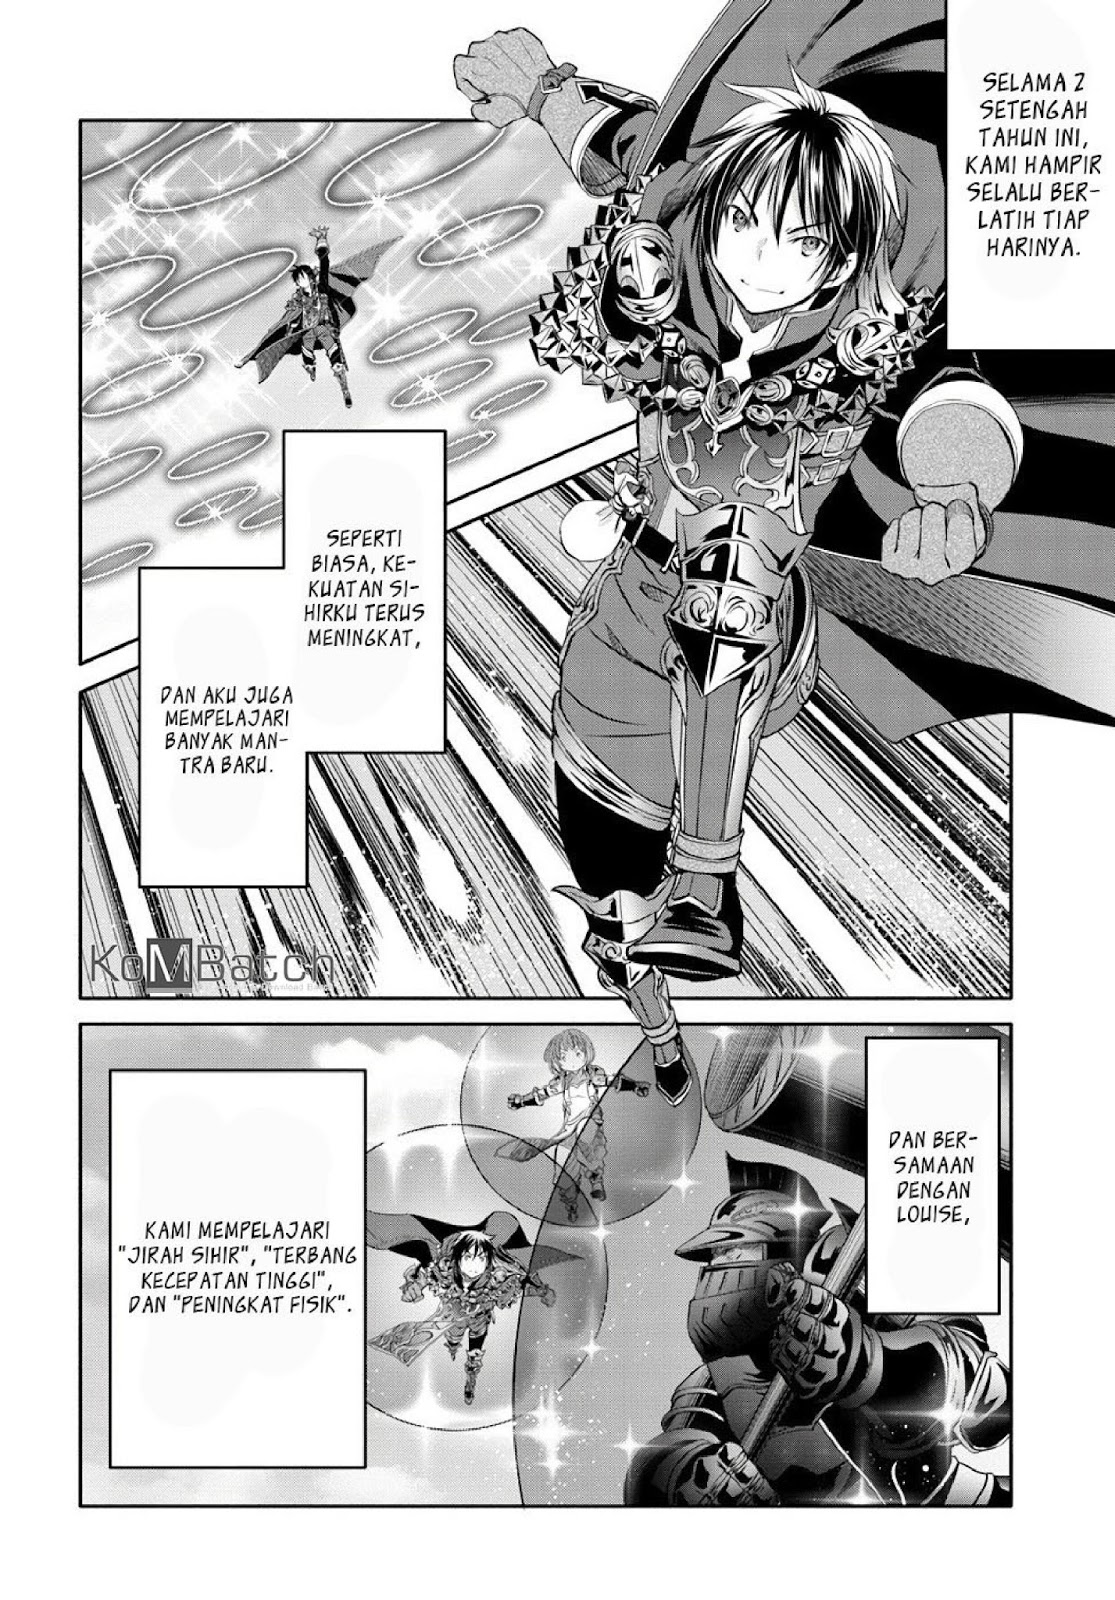 SELAMA 2
SETENGAH
TAHUN INI,
KAMI HAMPIR
SELALU BER-
LATIH TIAP
HARINYA.
SEPERTI
BIASA, KE-
KUATAN SI-
HIRKU TERUS
MENINGKAT,
DAN AKU JUGA
MEMPELAJARI
BANYAK MAN-
TRA BARU.
KoMBatch
DAN BER-
SAMAAN
DENGAN
LOUISE,
KAMI MEMPELAJARI
"JIRAH SIHIR", "TERBANG
KECEPATAN TINGGI",
DAN "PENINGKAT FISIK".